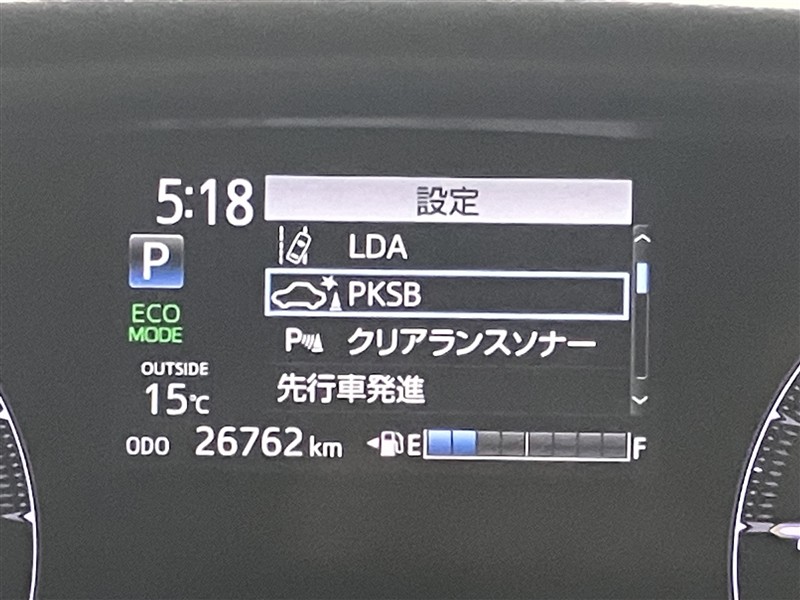 5:18
設定
LDA
P
PKSB
ECO
MODE
P クリアランスソナー
OUTSIDE
15℃
先行車発進
ODO 26762 km
E F